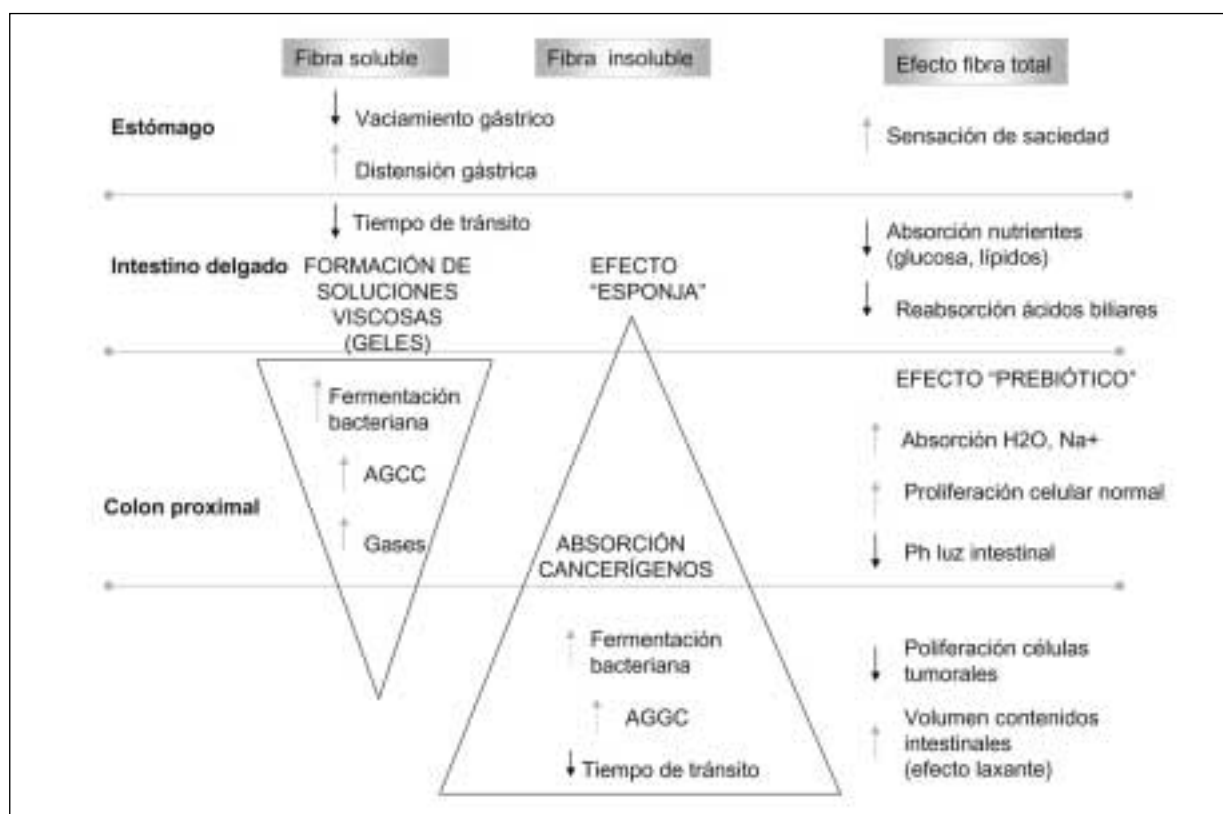 Fibra soluble
Fibra insoluble
Efecto fibra total
Estómago
Vaciamiento gástrico
Distensión gástrica
Sensación de saciedad
Intestino delgado
Tiempo de tránsito
FORMACIÓN DE
SOLUCIONES
VISCOSAS
(GELES)
EFECTO
"ESPONJA"
Absorción nutrientes
(glucosa, lípidos)
Reabsorción ácidos biliares
Colon proximal
Fermentación
bacteriana
AGCC
Gases
ABSORCIÓN
CANCERÍGENOS
EFECTO "PREBIÓTICO"
Absorción H2O, Na+
Proliferación celular normal
Ph luz intestinal
Fermentación
bacteriana
AGGC
Tiempo de tránsito
Poliferación células
tumorales
Volumen contenidos
intestinales
(efecto laxante)